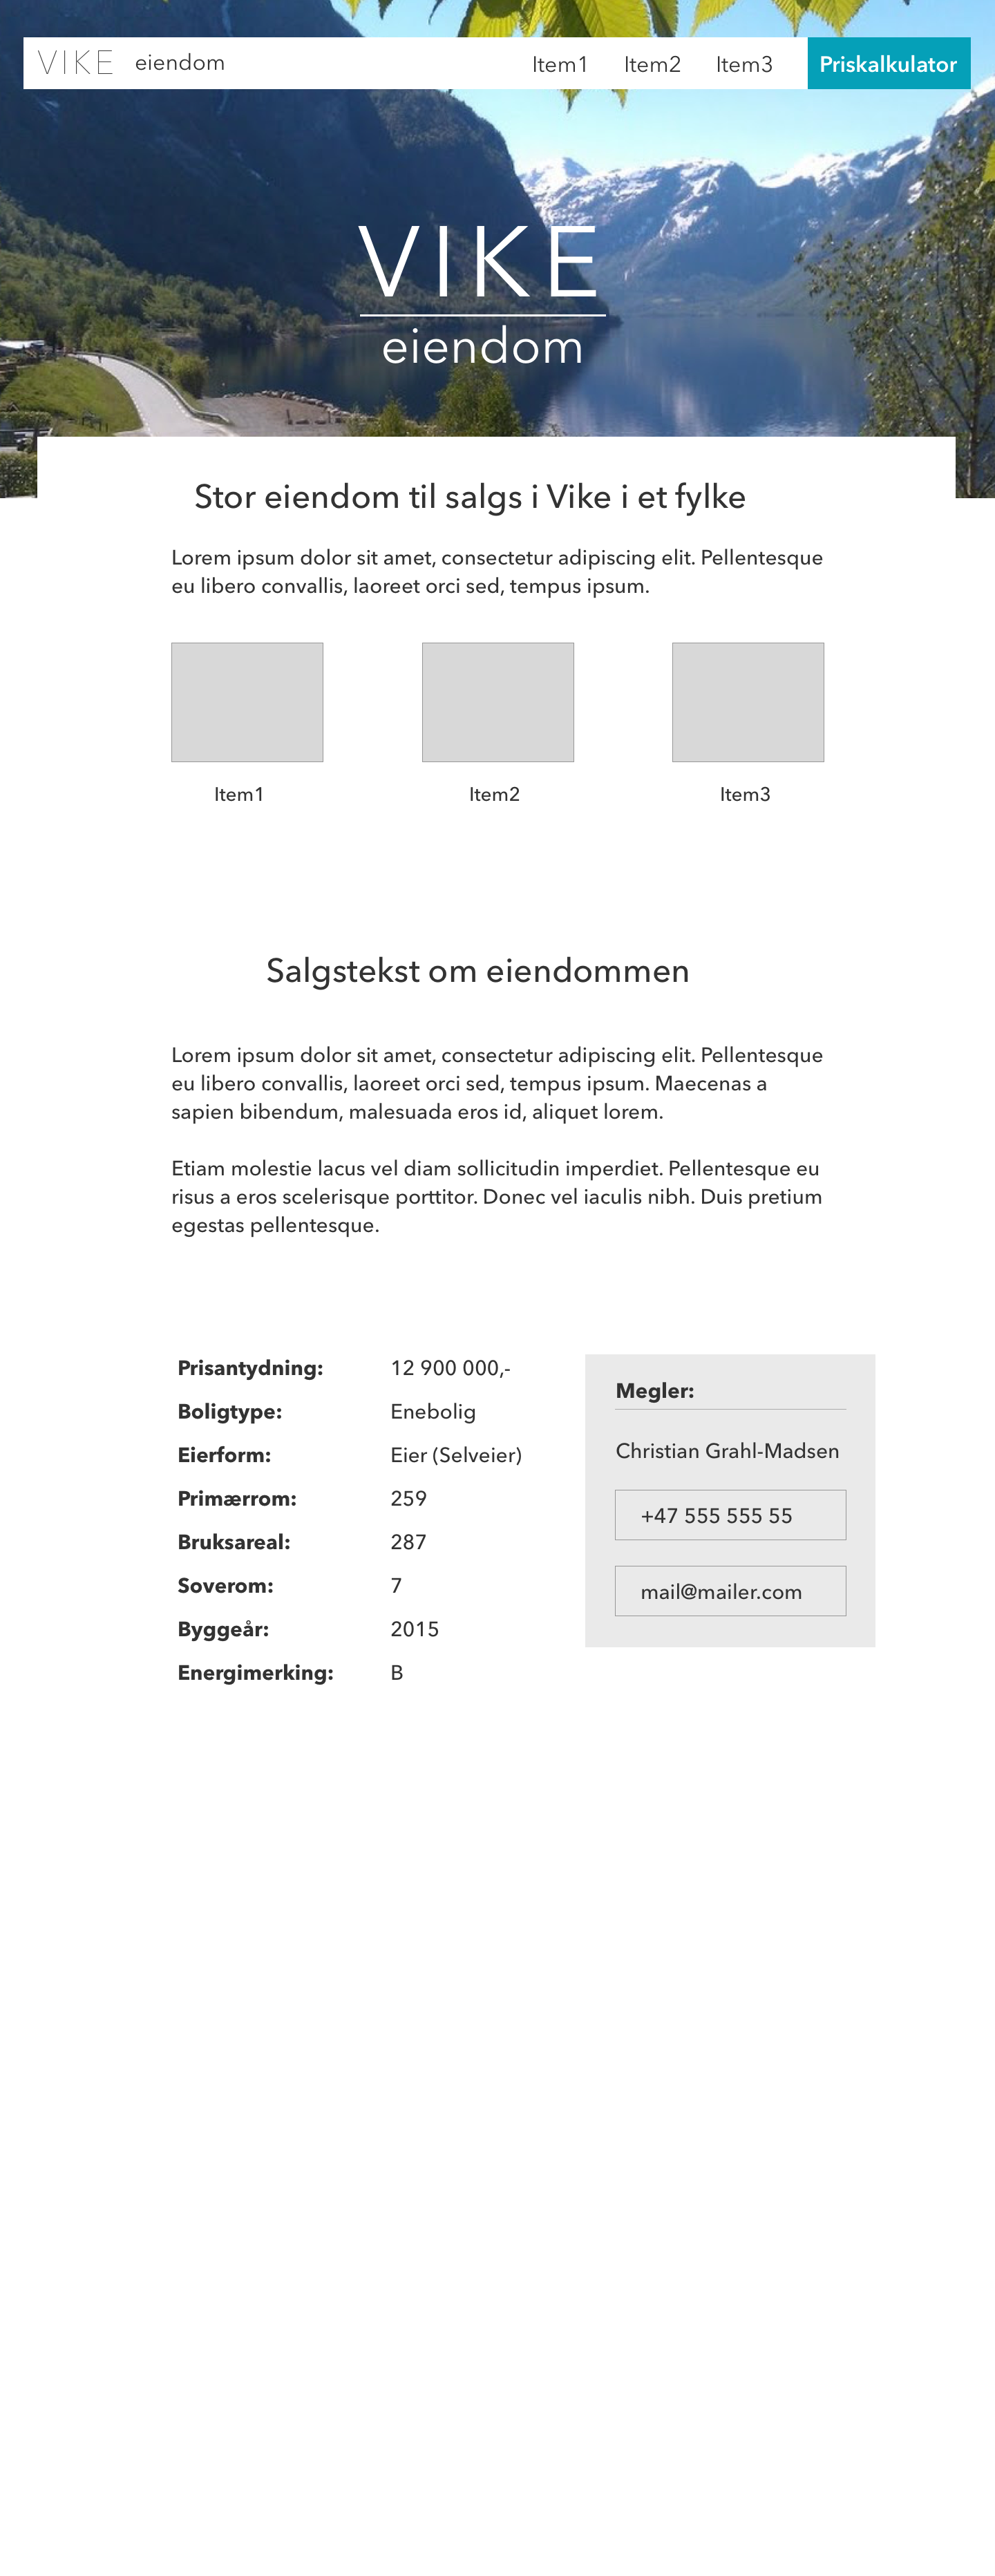 VIKE eiendom Item1 Item2 Item3 Priskalkulator
VIKE
eiendom
Stor eiendom til salgs i Vike i et fylke
Lorem ipsum dolor sit amet, consectetur adipiscing elit. Pellentesque
eu libero convallis, laoreet orci sed, tempus ipsum.
Item1 Item2 Item3
Salgstekst om eiendommen
Lorem ipsum dolor sit amet, consectetur adipiscing elit. Pellentesque
eu libero convallis, laoreet orci sed, tempus ipsum. Maecenas a
sapien bibendum, malesuada eros id, aliquet lorem.
Etiam molestie lacus vel diam sollicitudin imperdiet. Pellentesque eu
risus a eros scelerisque porttitor. Donec vel iaculis nibh. Duis pretium
egestas pellentesque.
Prisantydning: 12 900 000,-
Boligtype: Enebolig
Eierform: Eier (Selveier)
Primærrom: 259
Bruksareal: 287
Soverom: 7
Byggeår: 2015
Energimerking: B
Megler:
Christian Grahl-Madsen
+47 555 555 55
mail@mailer.com